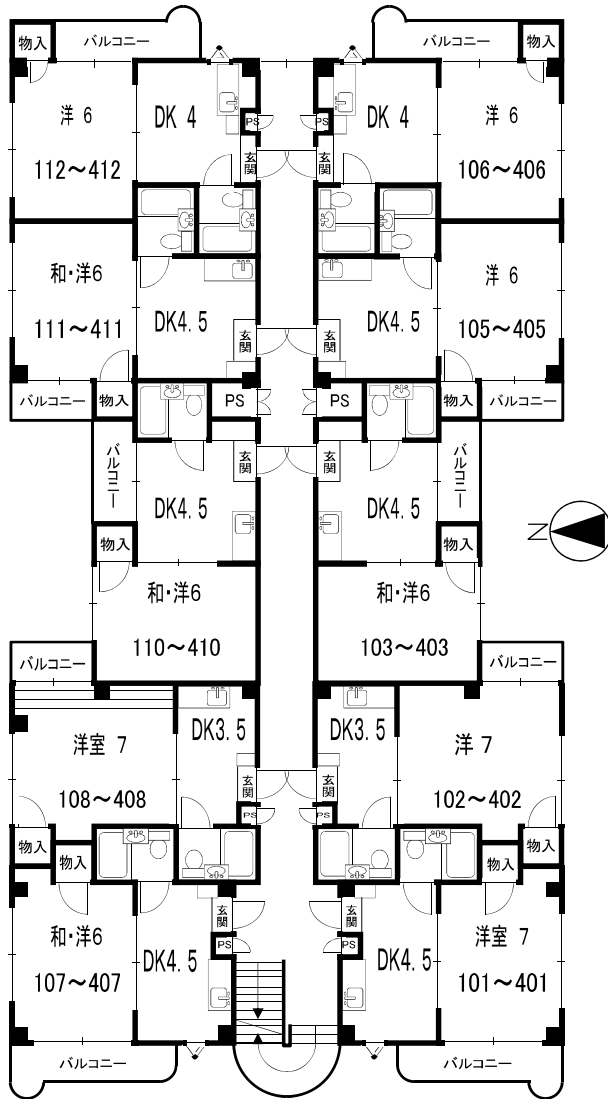 物入 バルコニー バルコニー 物入
洋 6 DK 4 DK 4 洋 6
PS PS
112～412 玄関 玄関 106～406
和・洋6 洋 6
111～411 DK4.5 玄関 玄関 DK4.5 105～405
バルコニー 物入 PS PS 物入 バルコニー
バルコニー 玄関 玄関 バルコニー
DK4.5 DK4.5
物入 物入 N
和・洋6 和・洋6
110～410 103～403
バルコニー バルコニー
洋室 7 DK3.5 DK3.5 洋 7
108～408 玄関 玄関 102～402
PS PS
物入 物入 物入 物入
和・洋6 玄関 玄関 洋室 7
107～407 DK4.5 PS PS DK4.5 101～401
バルコニー バルコニー